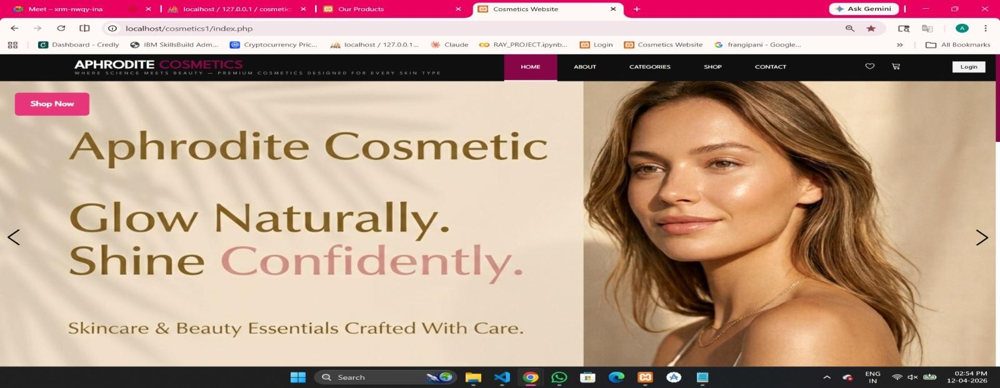 Meet – xrm-nwqy-ina
localhost / 127.0.0.1 / cosmetic
Our Products
Cosmetics Website
Ask Gemini
localhost/cosmetics1/index.php
A
Dashboard - Credly
IBM SkillsBuild Adm...
Cryptocurrency Pric...
localhost / 127.0.0.1...
Claude
RAY_PROJECT.ipynb...
Login
Cosmetics Website
frangipani - Google...
All Bookmarks
APHRODITE COSMETICS
WHERE SCIENCE MEETS BEAUTY — PREMIUM COSMETICS DESIGNED FOR EVERY SKIN TYPE
HOME
ABOUT
CATEGORIES
SHOP
CONTACT
Login
Shop Now
Aphrodite Cosmetic
Glow Naturally.
Shine Confidently.
Skincare & Beauty Essentials Crafted With Care.
Search
ENG
IN
02:54 PM
12-04-2026